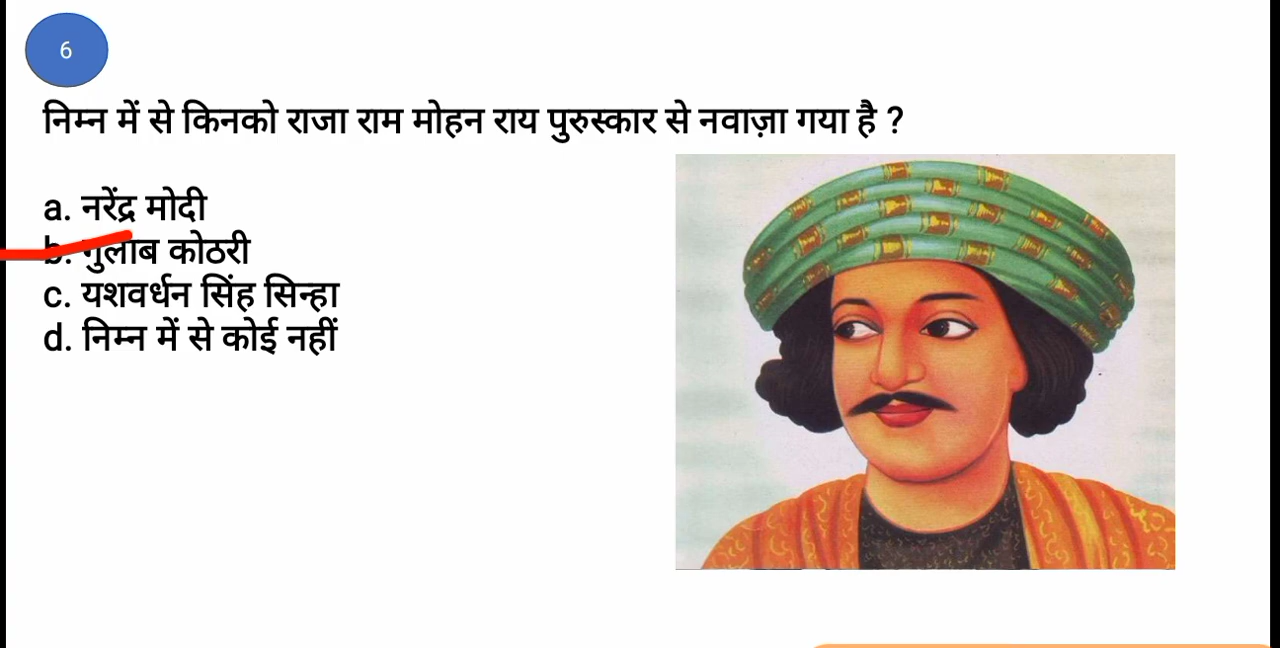 6
निम्न में से किनको राजा राम मोहन राय पुरुस्कार से नवाज़ा गया है ?
a. नरेंद्र मोदी
b. गुलाब कोठरी
c. यशवर्धन सिंह सिन्हा
d. निम्न में से कोई नहीं